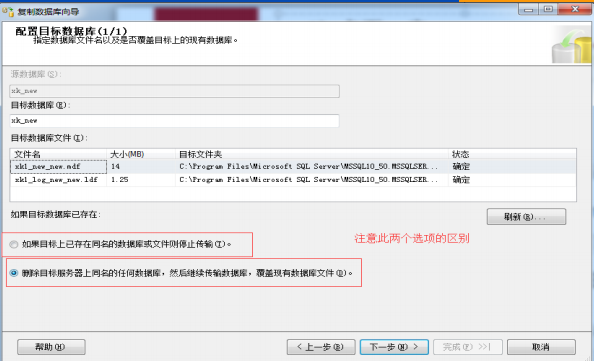 复制数据库向导
配置目标数据库(1/1)
指定数据库文件名以及是否覆盖目标上的现有数据库。
源数据库(S):
xk_new
目标数据库(E):
xk_new
目标数据库文件(I):
文件名 大小(MB) 目标文件夹 状态
xk1_new_new.mdf 14 C:\Program Files\Microsoft SQL Server\MSSQL10_50.MSSQLSER... 确定
xk1_log_new_new.ldf 1.25 C:\Program Files\Microsoft SQL Server\MSSQL10_50.MSSQLSER... 确定
如果目标数据库已存在:
刷新(R)...
如果目标上已存在同名的数据库或文件则停止传输(T)。
注意此两个选项的区别
删除目标服务器上同名的任何数据库，然后继续传输数据库，覆盖现有数据库文件(D)。
帮助(H) < 上一步(B) 下一步(N) > 完成(F) >>| 取消